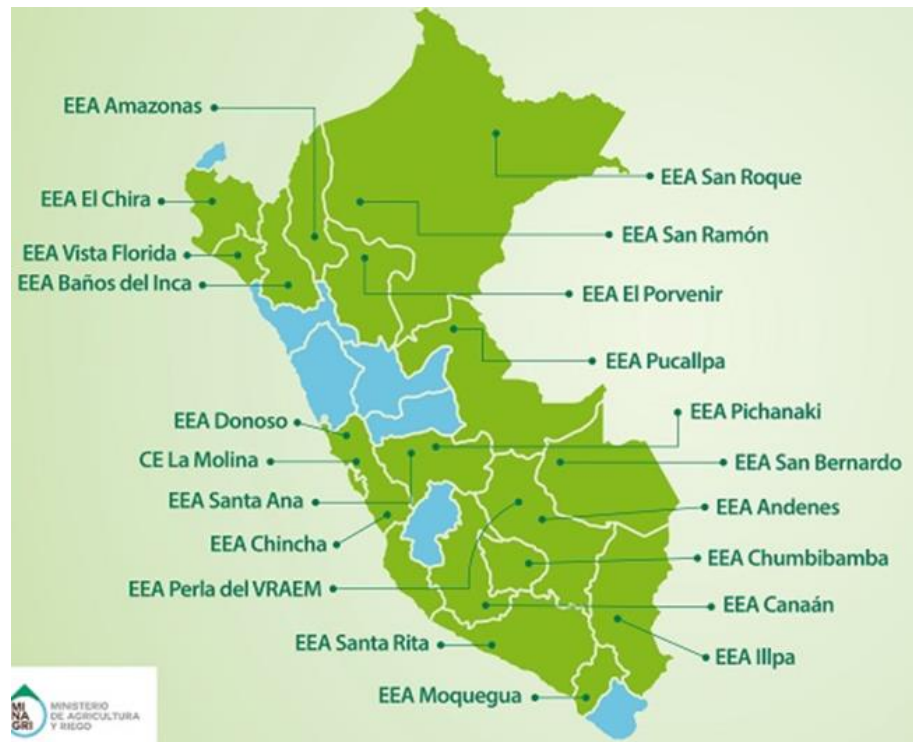 EEA Amazonas
EEA El Chira
EEA Vista Florida
EEA Baños del Inca
EEA San Roque
EEA San Ramón
EEA El Porvenir
EEA Pucallpa
EEA Donoso
CE La Molina
EEA Santa Ana
EEA Chincha
EEA Perla del VRAEM
EEA Santa Rita
EEA Moquegua
EEA Pichanaki
EEA San Bernardo
EEA Andenes
EEA Chumbibamba
EEA Canaán
EEA Illpa
MI
NA
GRI
MINISTERIO
DE AGRICULTURA
Y RIEGO